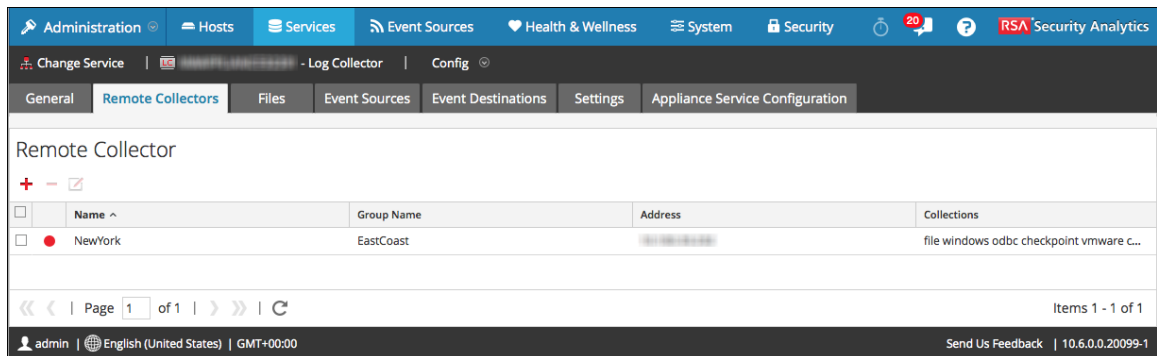 Administration Hosts Services Event Sources Health & Wellness System Security 20 ? RSA Security Analytics
Change Service | LC - Log Collector | Config
General Remote Collectors Files Event Sources Event Destinations Settings Appliance Service Configuration
Remote Collector
Name Group Name Address Collections
NewYork EastCoast file windows odbc checkpoint vmware c...
Page 1 of 1 Items 1 - 1 of 1
admin | English (United States) | GMT+00:00 Send Us Feedback | 10.6.0.0.20099-1